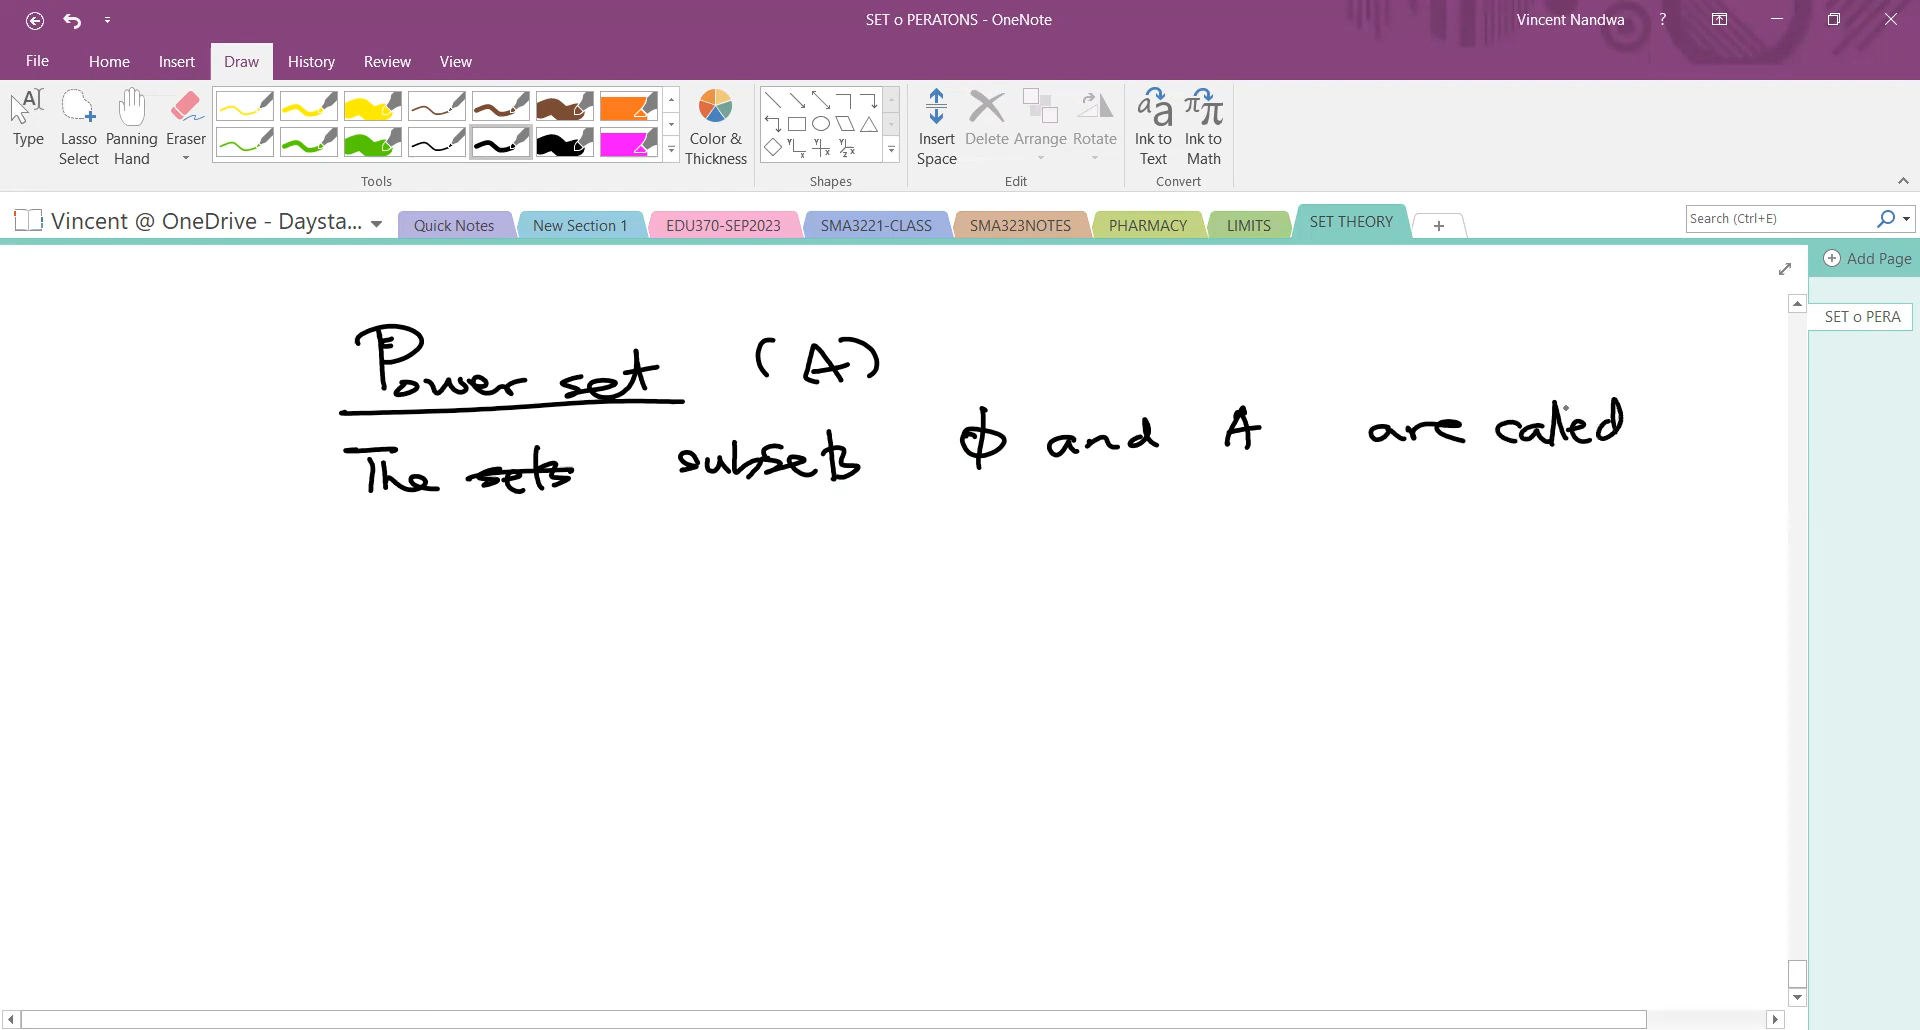 SET o PERATONS - OneNote
Vincent Nandwa
?
File Home Insert Draw History Review View
Type
Lasso Select
Panning Hand
Eraser
Color & Thickness
Insert Space
Delete
Arrange
Rotate
Ink to Text
Ink to Math
Tools
Shapes
Edit
Convert
Vincent @ OneDrive - Daysta...
Quick Notes
New Section 1
EDU370-SEP2023
SMA3221-CLASS
SMA323NOTES
PHARMACY
LIMITS
SET THEORY
+
Search (Ctrl+E)
Add Page
SET o PERA
Power set (A)
The sets subsets ϕ and A are called